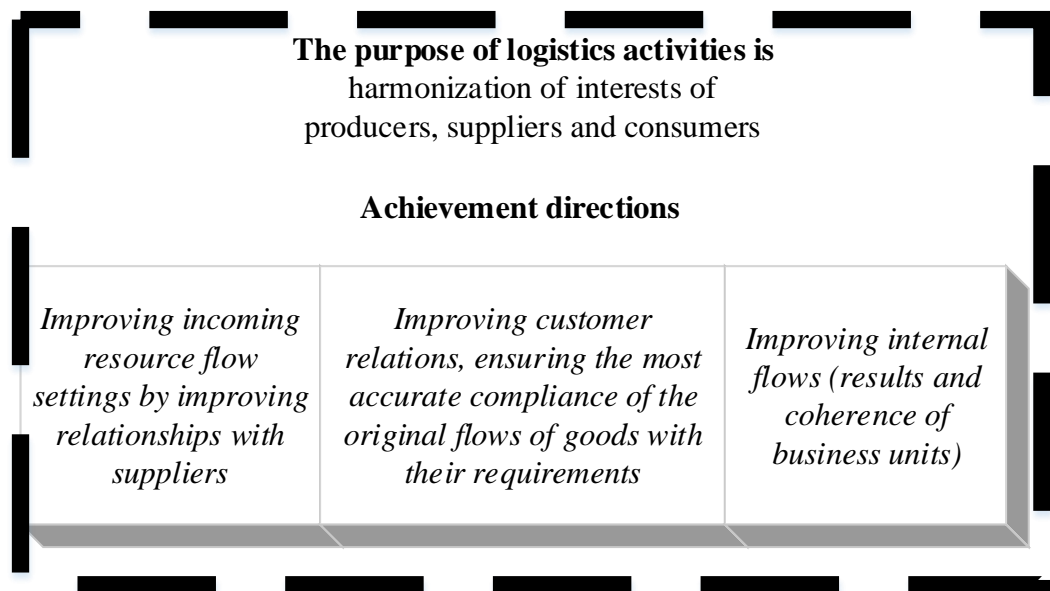 The purpose of logistics activities is
harmonization of interests of
producers, suppliers and consumers
Achievement directions
Improving incoming
resource flow
settings by improving
relationships with
suppliers
Improving customer
relations, ensuring the most
accurate compliance of the
original flows of goods with
their requirements
Improving internal
flows (results and
coherence of
business units)